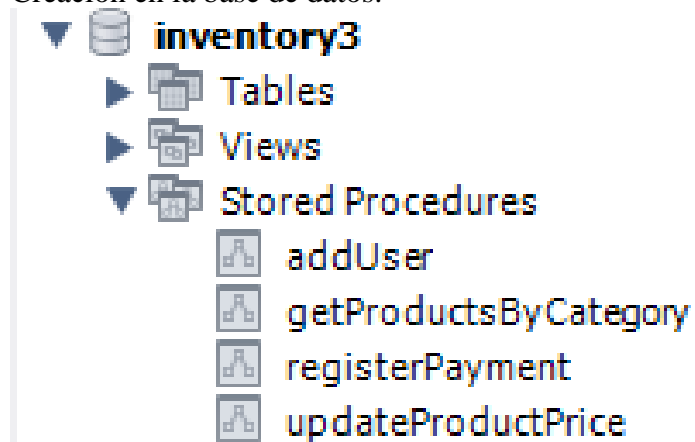 Creación en la base de datos:
inventory3
Tables
Views
Stored Procedures
addUser
getProductsByCategory
registerPayment
updateProductPrice